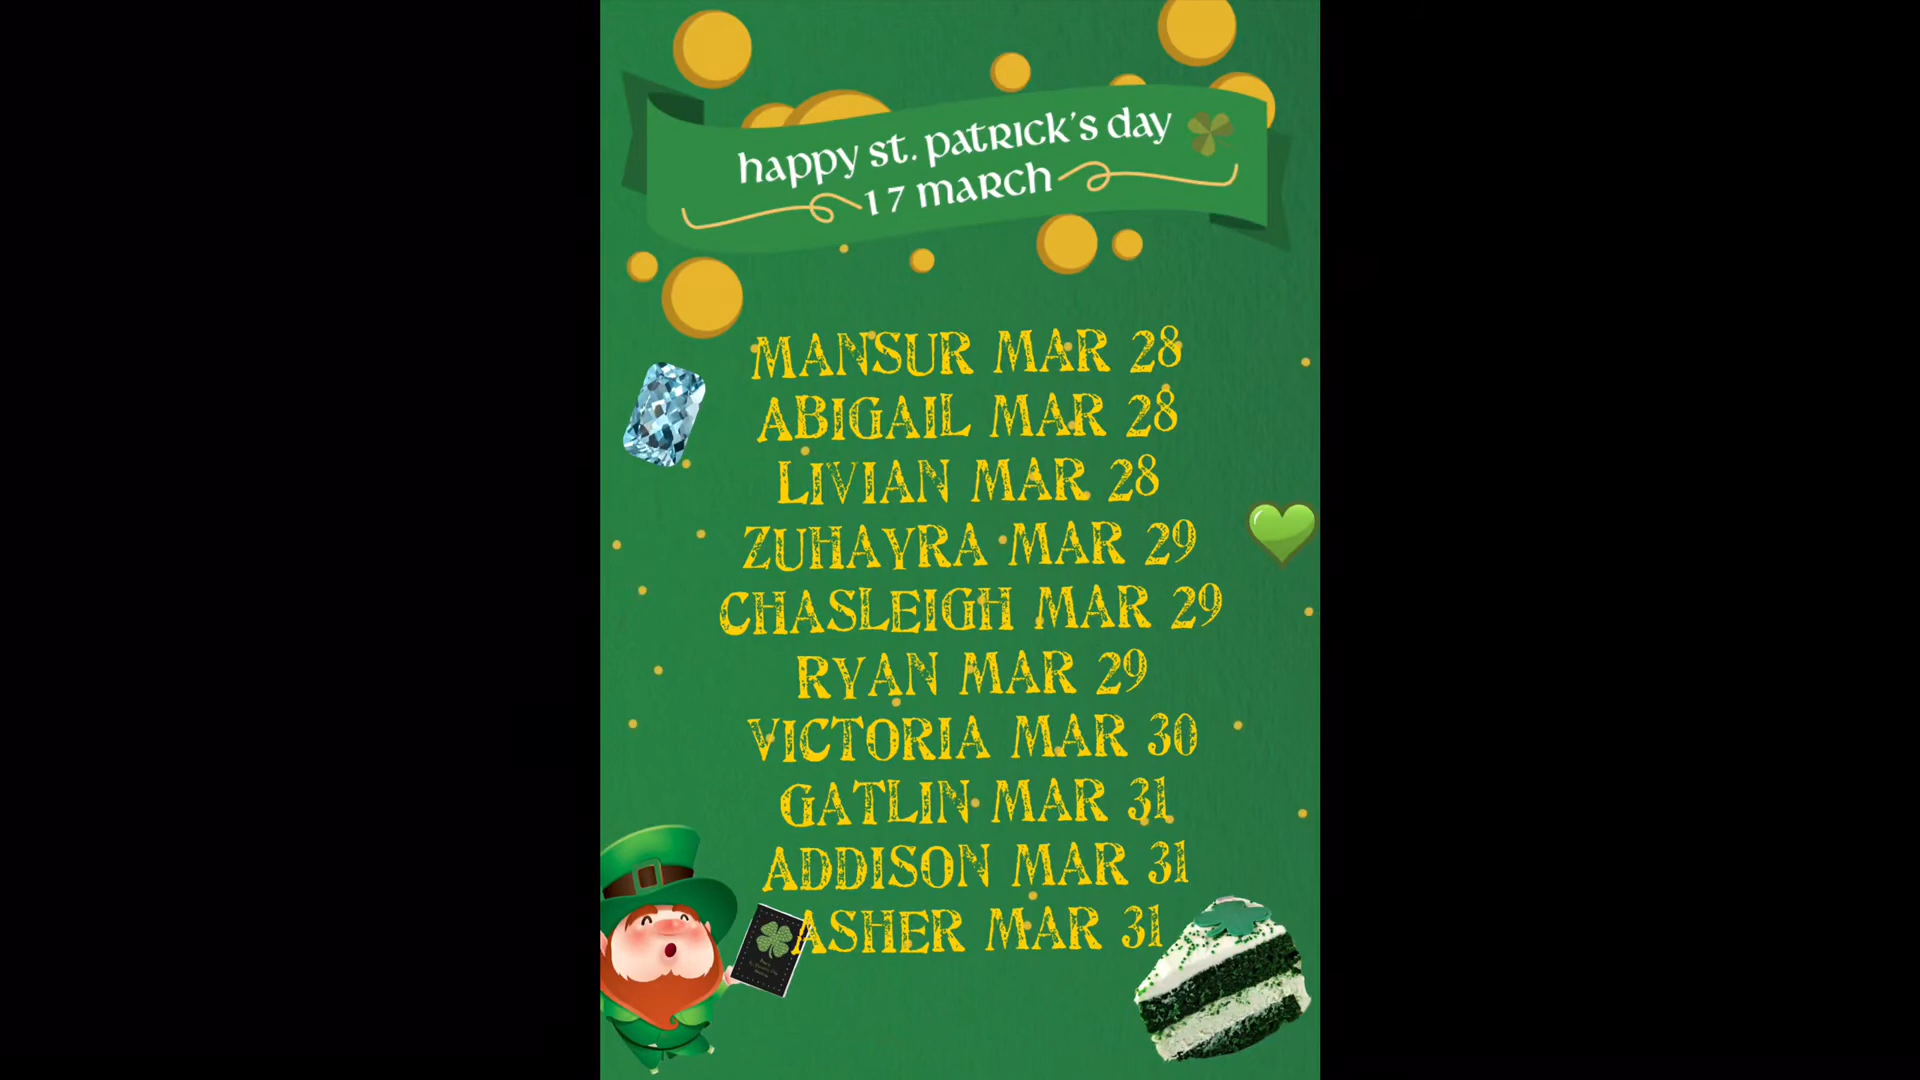 happy st. patrick's day
17 march
MANSUR MAR 28
ABIGAIL MAR 28
LIVIAN MAR 28
ZUHAYRA MAR 29
CHASLEIGH MAR 29
RYAN MAR 29
VICTORIA MAR 30
GATLIN MAR 31
ADDISON MAR 31
ASHER MAR 31